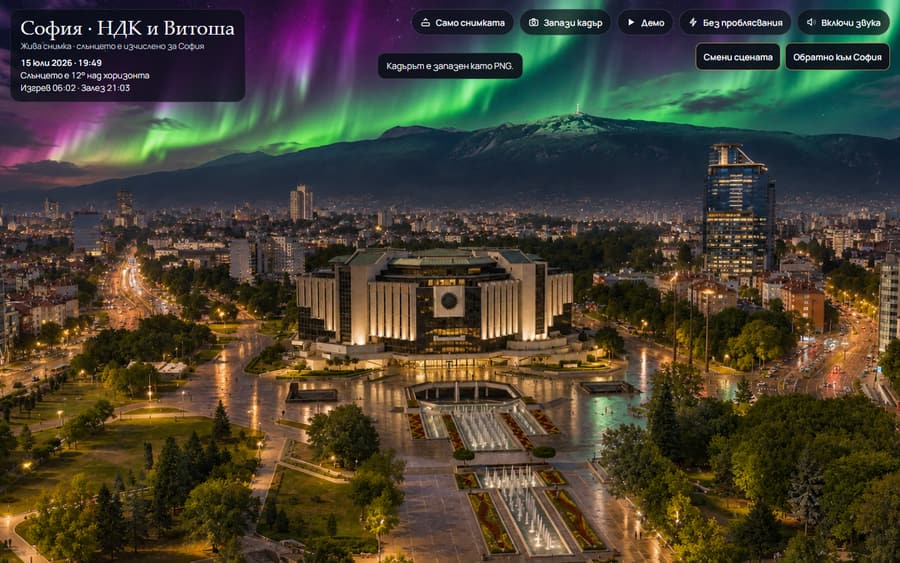 София · НДК и Витоша
Жива снимка · слънцето е изчислено за София
15 юли 2026 · 19:49
Слънцето е 12° над хоризонта
Изгрев 06:02 · Залез 21:03
Само снимката
Запази кадър
Демо
Без проблясвания
Включи звука
Смени сцената
Обратно към София
Кадърът е запазен като PNG.